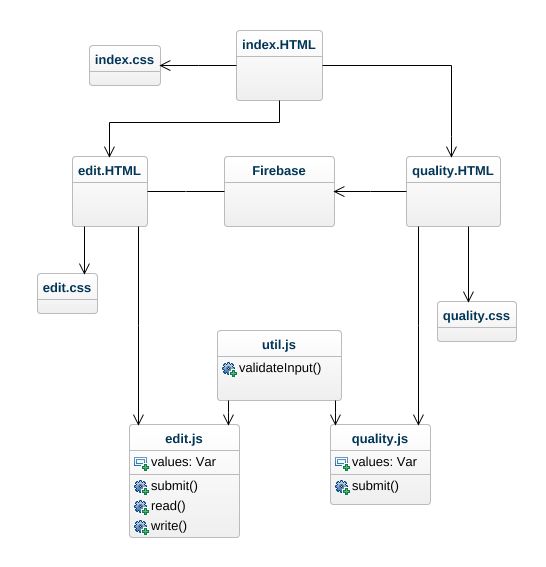 index.HTML
index.css
edit.HTML
Firebase
quality.HTML
edit.css
quality.css
util.js
validateInput()
edit.js
values: Var
submit()
read()
write()
quality.js
values: Var
submit()